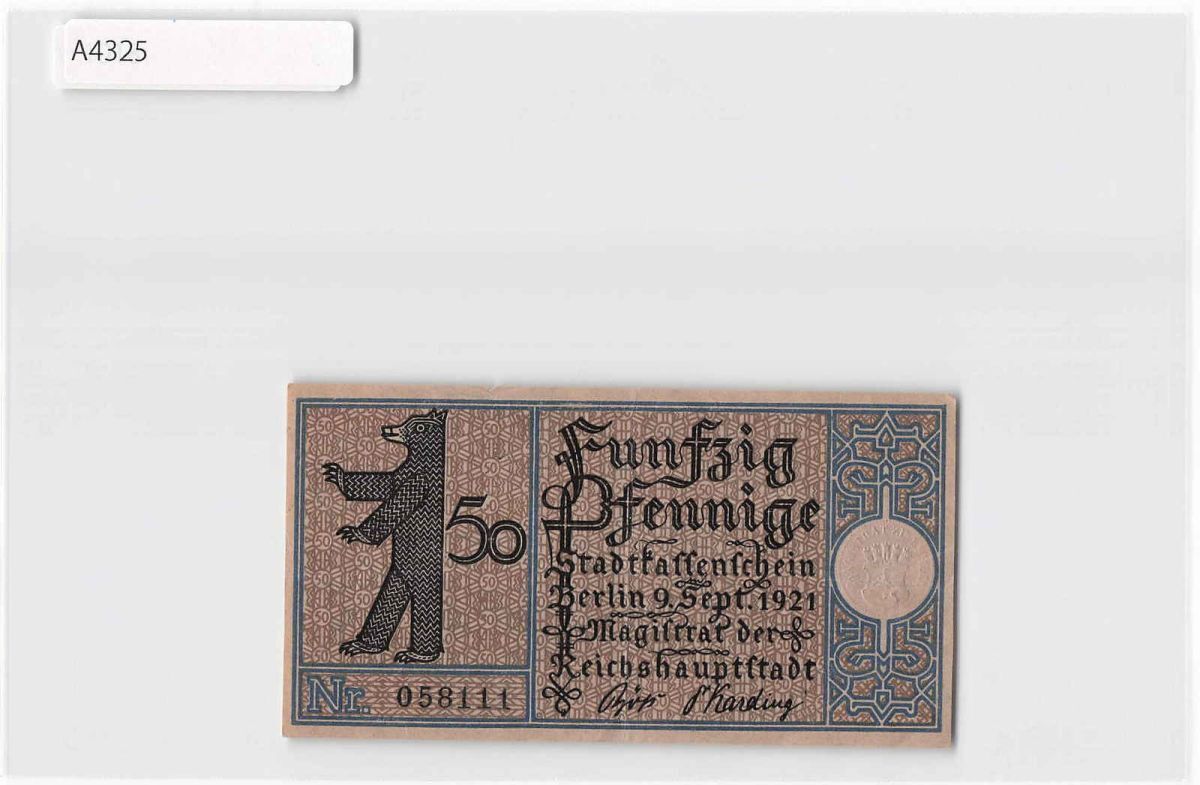 A4325
50
Funfzig
Pfennige
Stadtkassenschein
Berlin 9. Sept. 1921
Magistrat der
Reichshauptstadt
Nr. 058111